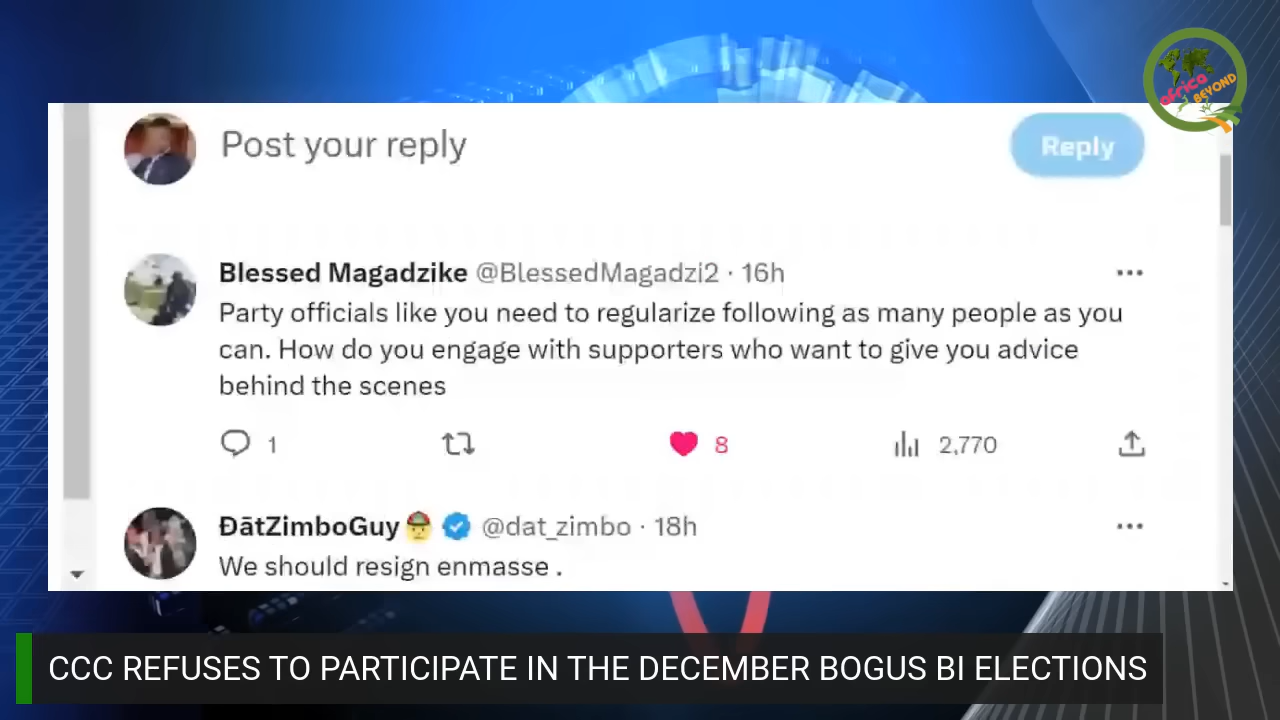 africa
BEYOND
Post your reply
Reply
Blessed Magadzike @BlessedMagadzi2 · 16h
Party officials like you need to regularize following as many people as you
can. How do you engage with supporters who want to give you advice
behind the scenes
1
8
2,770
ĐātZimboGuy @dat_zimbo · 18h
We should resign enmasse .
CCC REFUSES TO PARTICIPATE IN THE DECEMBER BOGUS BI ELECTIONS